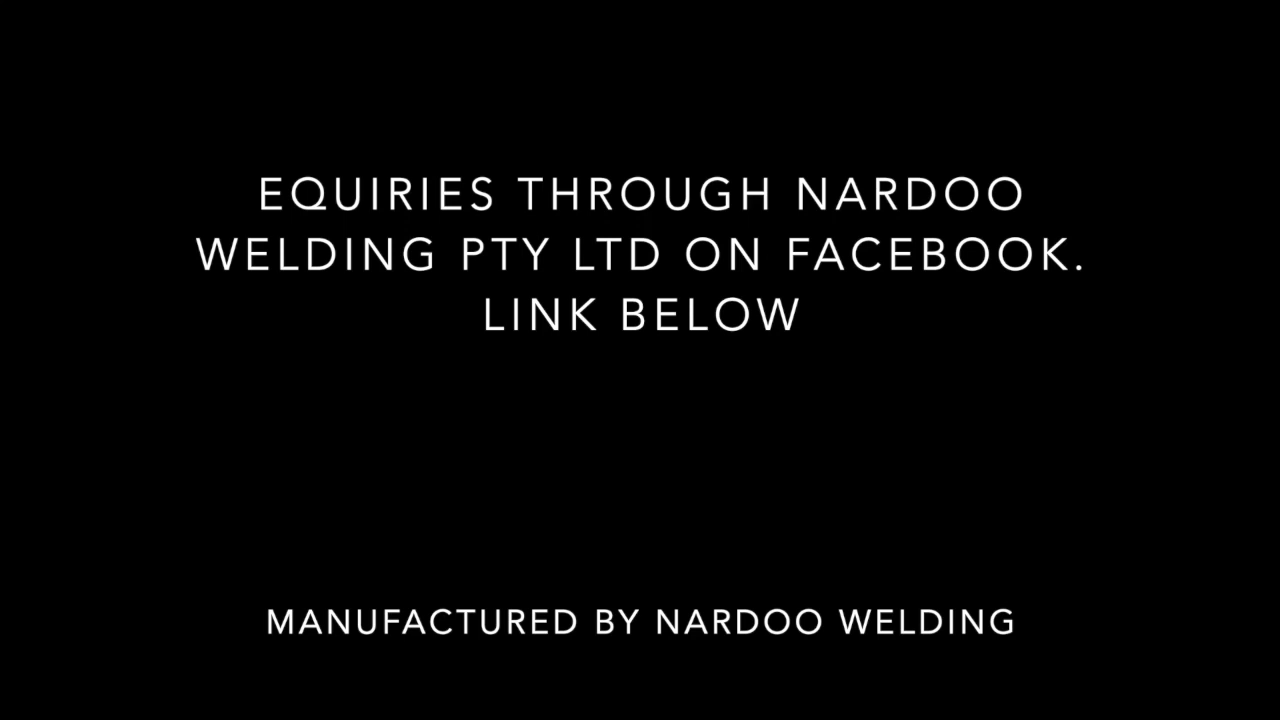 EQUIRIES THROUGH NARDOO
WELDING PTY LTD ON FACEBOOK.
LINK BELOW
MANUFACTURED BY NARDOO WELDING